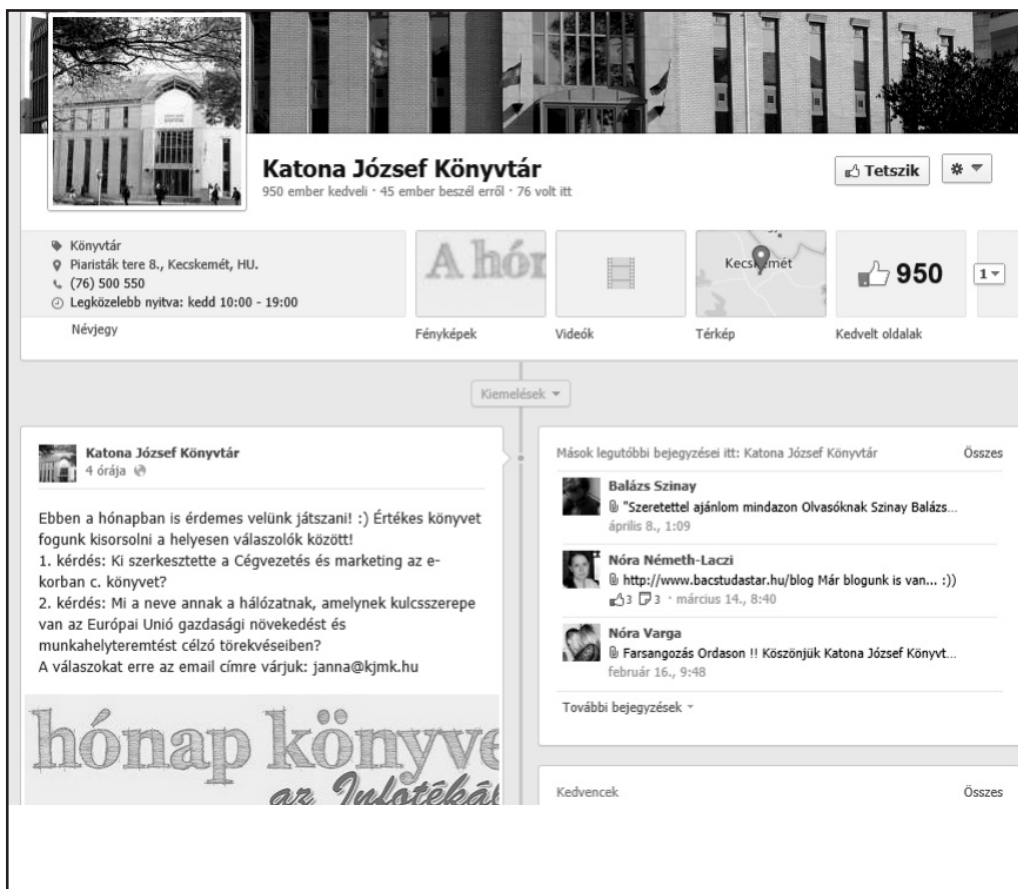 Katona József Könyvtár
950 ember kedveli · 45 ember beszél erről · 76 volt itt
Tetszik
Könyvtár
Piaristák tere 8., Kecskemét, HU.
(76) 500 550
Legközelebb nyitva: kedd 10:00 - 19:00
Névjegy
A hón
Fényképek
Videók
Kecskemét
Térkép
950
Kedvelt oldalak
1
Kiemelések
Katona József Könyvtár
4 órája
Ebben a hónapban is érdemes velünk játszani! :) Értékes könyvet
fogunk kisorsolni a helyesen válaszolók között!
1. kérdés: Ki szerkesztette a Cégvezetés és marketing az e-
korban c. könyvet?
2. kérdés: Mi a neve annak a hálózatnak, amelynek kulcsszerepe
van az Európai Unió gazdasági növekedést és
munkahelyteremtést célzó törekvéseiben?
A válaszokat erre az email címre várjuk: janna@kjmk.hu
hónap könyve
az Infotékáb
Mások legutóbbi bejegyzései itt: Katona József Könyvtár Összes
Balázs Szinay
"Szeretettel ajánlom mindazon Olvasóknak Szinay Balázs...
április 8., 1:09
Nóra Németh-Laczi
http://www.bacstudastar.hu/blog Már blogunk is van... :))
3 3 · március 14., 8:40
Nóra Varga
Farsangozás Ordason !! Köszönjük Katona József Könyvt...
február 16., 9:48
További bejegyzések
Kedvencek Összes